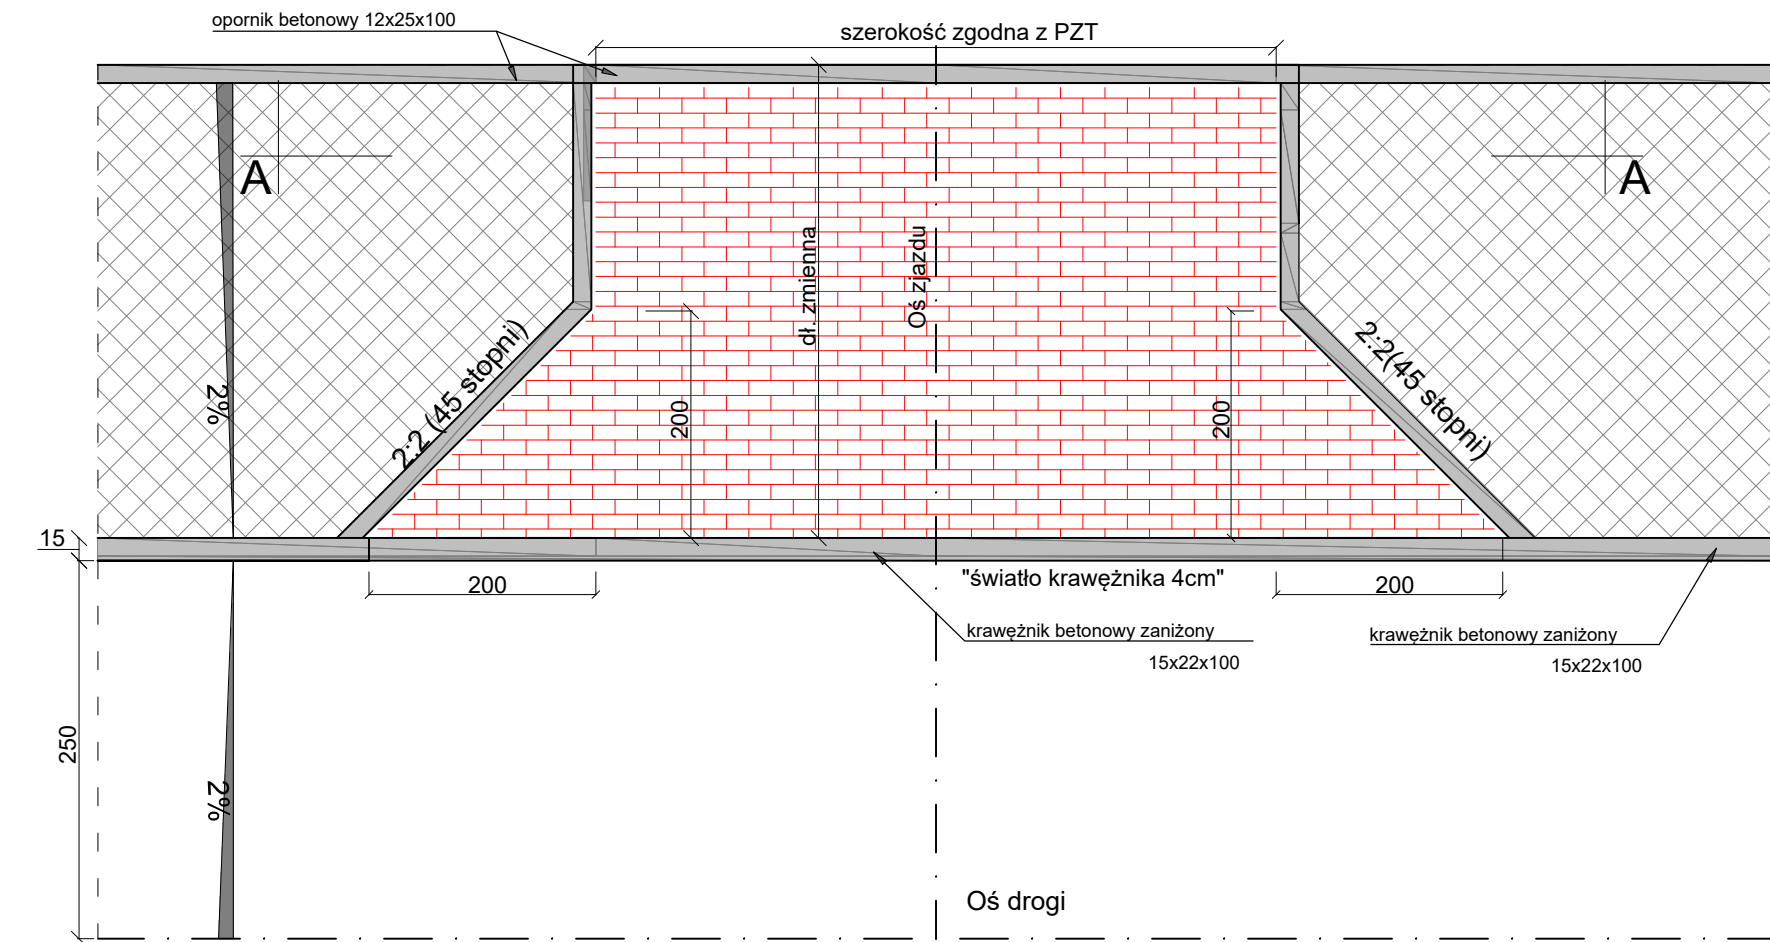 opornik betonowy 12x25x100
szerokość zgodna z PZT
A
A
dł. zmienna
Oś zjazdu
2:2 (45 stopni)
2:2(45 stopni)
2%
200
200
15
200
"światło krawężnika 4cm"
200
krawężnik betonowy zaniżony
15x22x100
krawężnik betonowy zaniżony
15x22x100
250
2%
Oś drogi